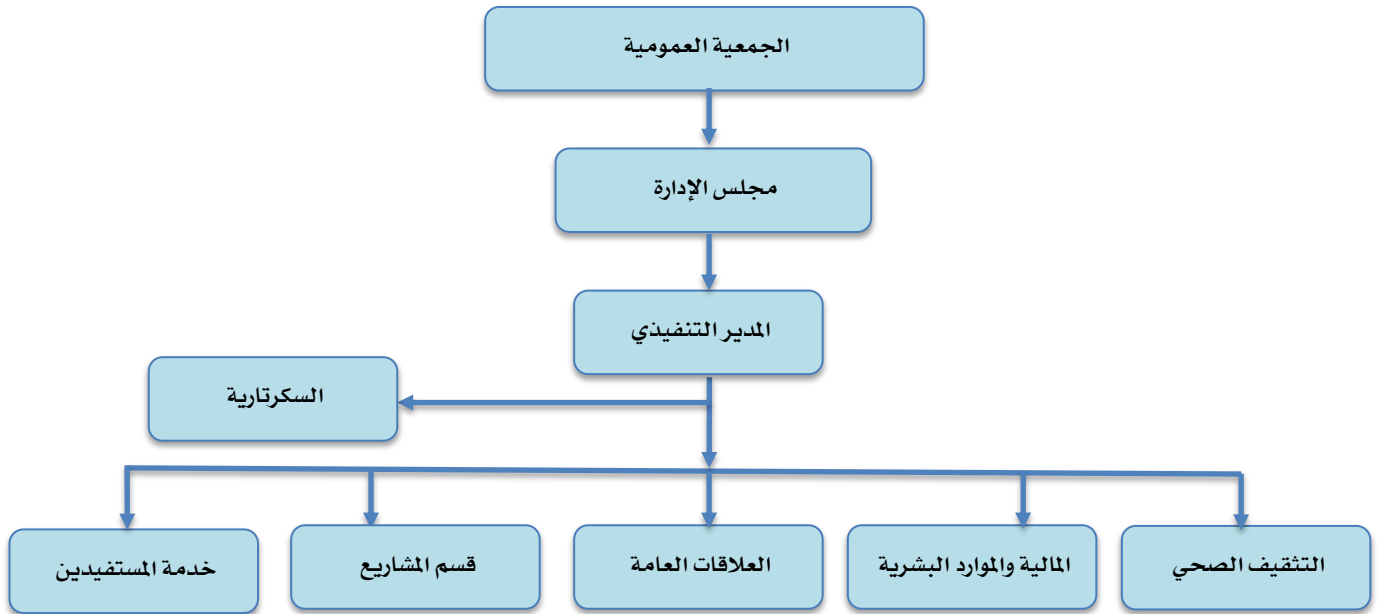 الجمعية العمومية
مجلس الإدارة
المدير التنفيذي
السكرتارية
التثقيف الصحي
المالية والموارد البشرية
العلاقات العامة
قسم المشاريع
خدمة المستفيدين